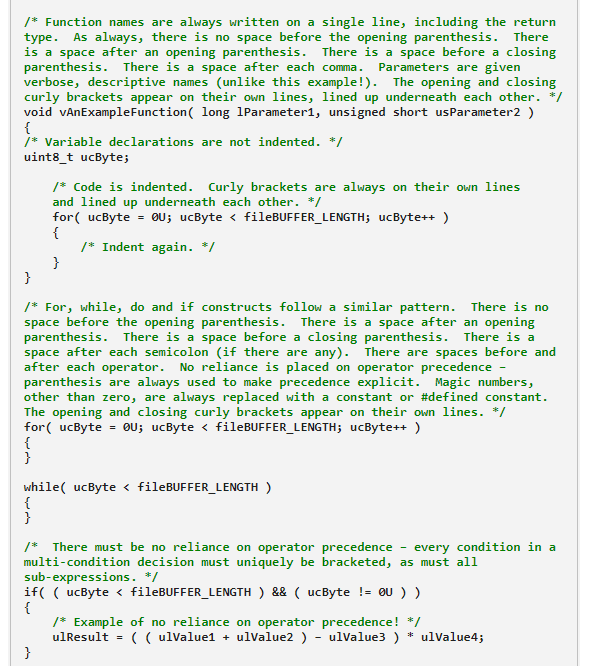 /* Function names are always written on a single line, including the return
type.  As always, there is no space before the opening parenthesis.  There
is a space after an opening parenthesis.  There is a space before a closing
parenthesis.  There is a space after each comma.  Parameters are given
verbose, descriptive names (unlike this example!).  The opening and closing
curly brackets appear on their own lines, lined up underneath each other. */
void vAnExampleFunction( long lParameter1, unsigned short usParameter2 )
{
/* Variable declarations are not indented. */
uint8_t ucByte;

    /* Code is indented.  Curly brackets are always on their own lines
    and lined up underneath each other. */
    for( ucByte = 0U; ucByte < fileBUFFER_LENGTH; ucByte++ )
    {
        /* Indent again. */
    }
}

/* For, while, do and if constructs follow a similar pattern.  There is no
space before the opening parenthesis.  There is a space after an opening
parenthesis.  There is a space before a closing parenthesis.  There is a
space after each semicolon (if there are any).  There are spaces before and
after each operator.  No reliance is placed on operator precedence –
parenthesis are always used to make precedence explicit.  Magic numbers,
other than zero, are always replaced with a constant or #defined constant.
The opening and closing curly brackets appear on their own lines. */
for( ucByte = 0U; ucByte < fileBUFFER_LENGTH; ucByte++ )
{
}

while( ucByte < fileBUFFER_LENGTH )
{
}

/*  There must be no reliance on operator precedence – every condition in a
multi-condition decision must uniquely be bracketed, as must all
sub-expressions. */
if( ( ucByte < fileBUFFER_LENGTH ) && ( ucByte != 0U ) )
{
    /* Example of no reliance on operator precedence! */
    ulResult = ( ( ulValue1 + ulValue2 ) – ulValue3 ) * ulValue4;
}